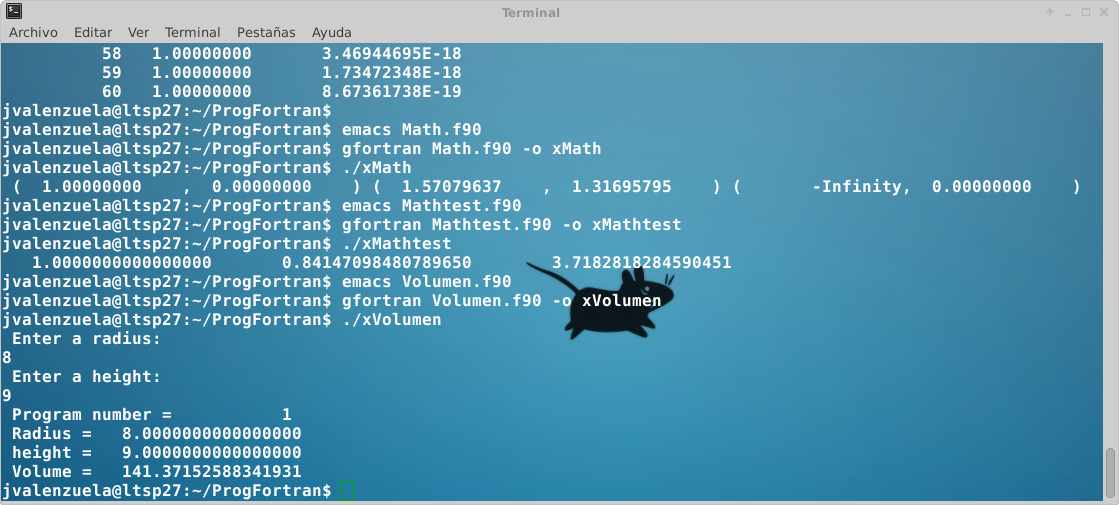 Terminal
Archivo Editar Ver Terminal Pestañas Ayuda
58 1.00000000 3.46944695E-18
59 1.00000000 1.73472348E-18
60 1.00000000 8.67361738E-19
jvalenzuela@ltsp27:~/ProgFortran$
jvalenzuela@ltsp27:~/ProgFortran$ emacs Math.f90
jvalenzuela@ltsp27:~/ProgFortran$ gfortran Math.f90 -o xMath
jvalenzuela@ltsp27:~/ProgFortran$ ./xMath
( 1.00000000 , 0.00000000 ) ( 1.57079637 , 1.31695795 ) ( -Infinity, 0.00000000 )
jvalenzuela@ltsp27:~/ProgFortran$ emacs Mathtest.f90
jvalenzuela@ltsp27:~/ProgFortran$ gfortran Mathtest.f90 -o xMathtest
jvalenzuela@ltsp27:~/ProgFortran$ ./xMathtest
1.0000000000000000 0.84147098480789650 3.7182818284590451
jvalenzuela@ltsp27:~/ProgFortran$ emacs Volumen.f90
jvalenzuela@ltsp27:~/ProgFortran$ gfortran Volumen.f90 -o xVolumen
jvalenzuela@ltsp27:~/ProgFortran$ ./xVolumen
Enter a radius:
8
Enter a height:
9
Program number = 1
Radius = 8.0000000000000000
height = 9.0000000000000000
Volume = 141.37152588341931
jvalenzuela@ltsp27:~/ProgFortran$